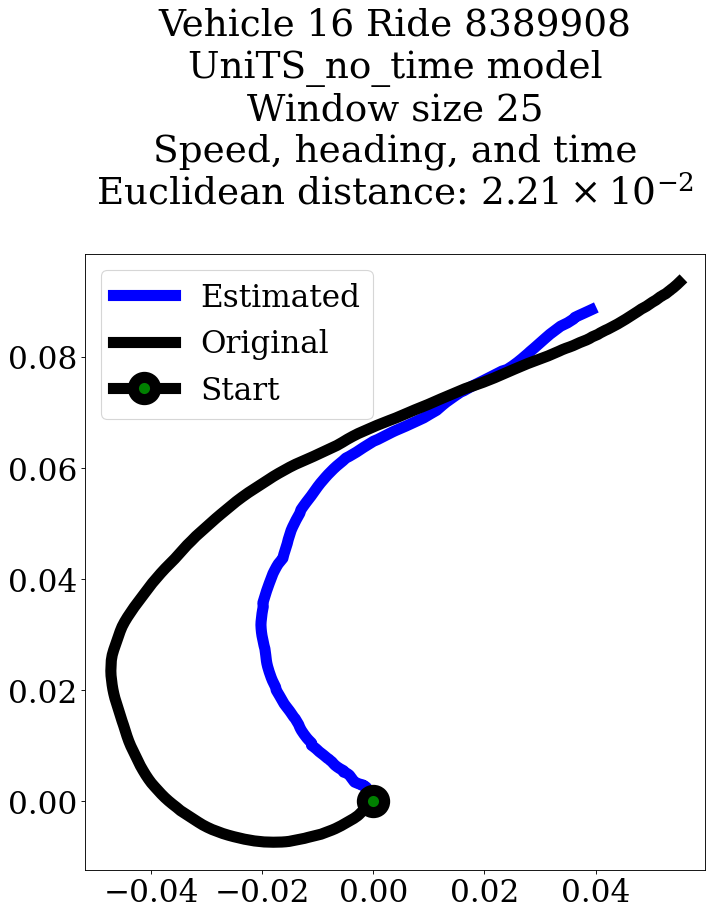 Vehicle 16 Ride 8389908
UniTS_no_time model
Window size 25
Speed, heading, and time
Euclidean distance: 2.21 × 10⁻²
Estimated
Original
Start
0.08
0.06
0.04
0.02
0.00
−0.04 −0.02 0.00 0.02 0.04